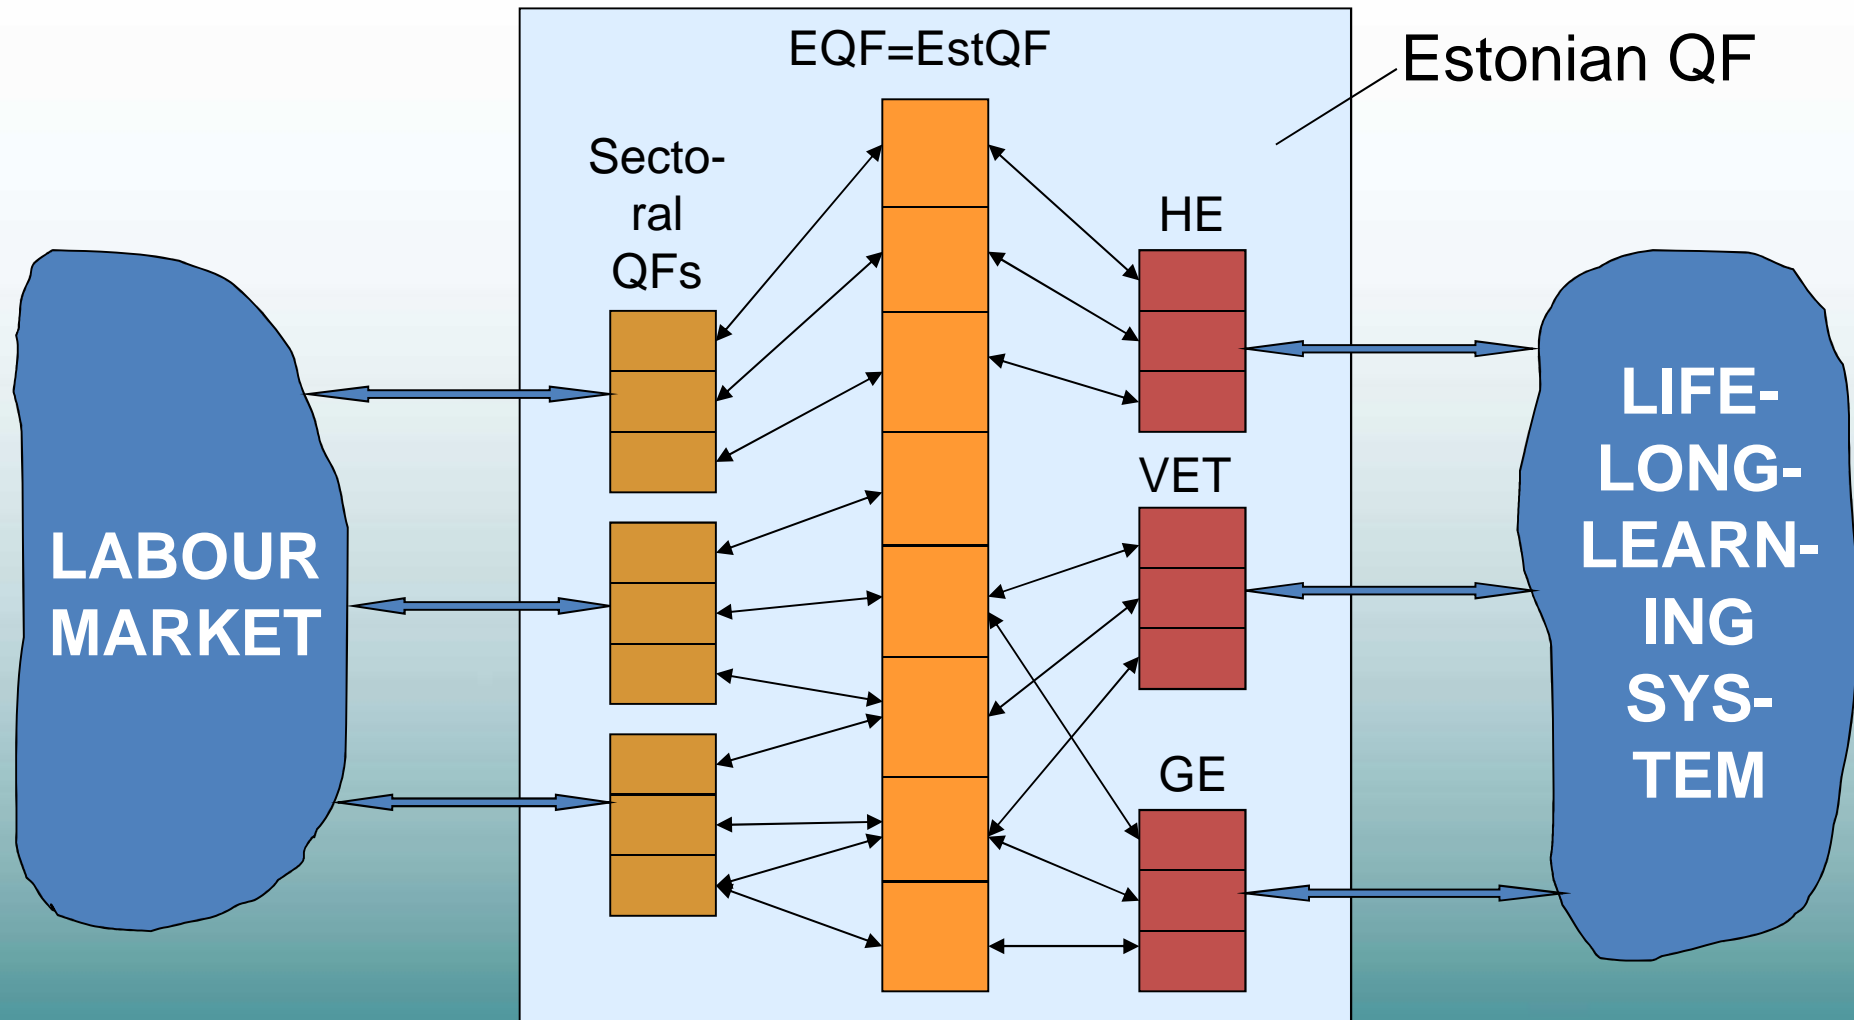 EQF=EstQF
Estonian QF
Secto-
ral
QFs
HE
VET
GE
LABOUR
MARKET
LIFE-
LONG-
LEARN-
ING
SYS-
TEM